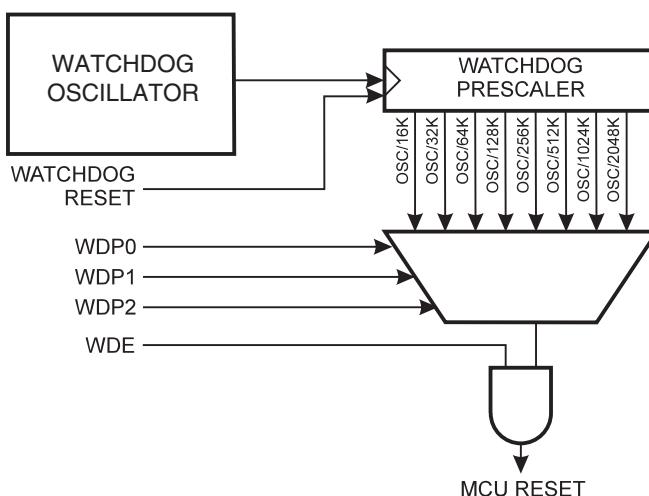 WATCHDOG
OSCILLATOR
WATCHDOG
PRESCALER
WATCHDOG
RESET
OSC/16K
OSC/32K
OSC/64K
OSC/128K
OSC/256K
OSC/512K
OSC/1024K
OSC/2048K
WDP0
WDP1
WDP2
WDE
MCU RESET